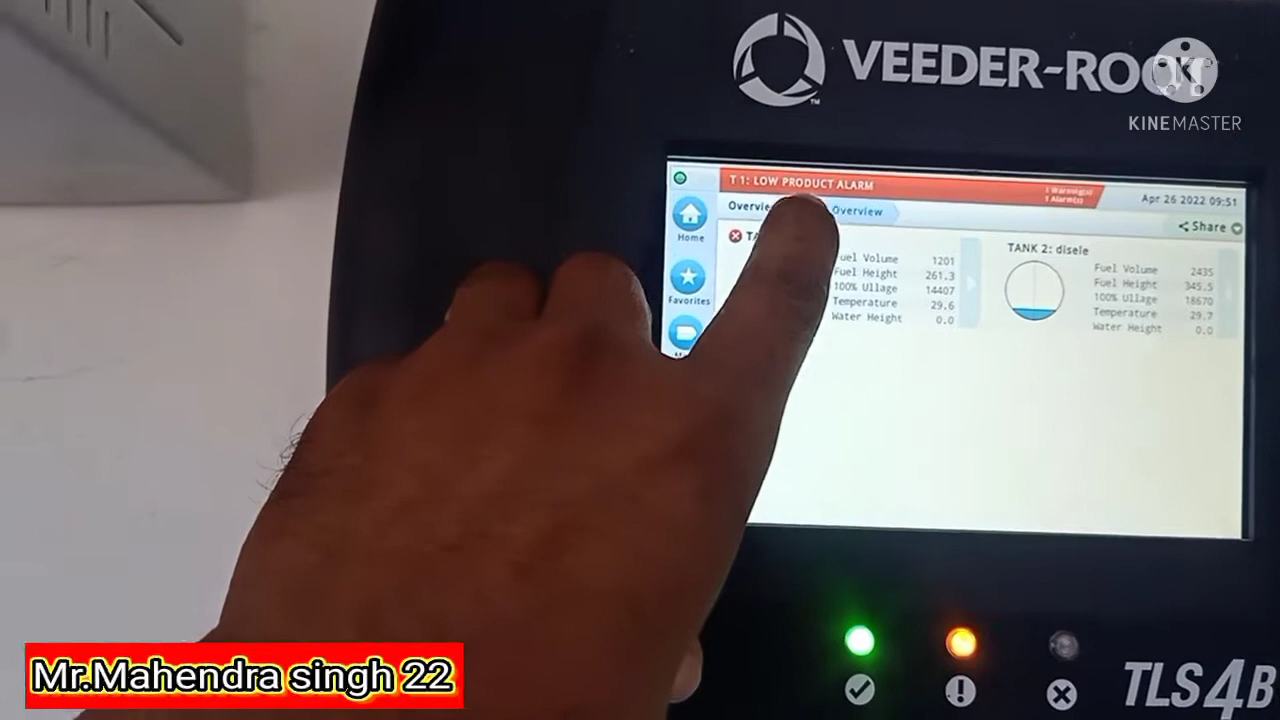 VEEDER-ROOT
KINEMASTER
T 1: LOW PRODUCT ALARM
1 Warning(s)
1 Alarm(s)
Apr 26 2022 09:51
Overview
Share
Home
TANK 2: disele
Fuel Volume 1201
Fuel Height 261.3
100% Ullage 14407
Temperature 29.6
Water Height 0.0
Fuel Volume 2435
Fuel Height 345.5
100% Ullage 18670
Temperature 29.7
Water Height 0.0
Favorites
Mr.Mahendra singh 22
TLS4B